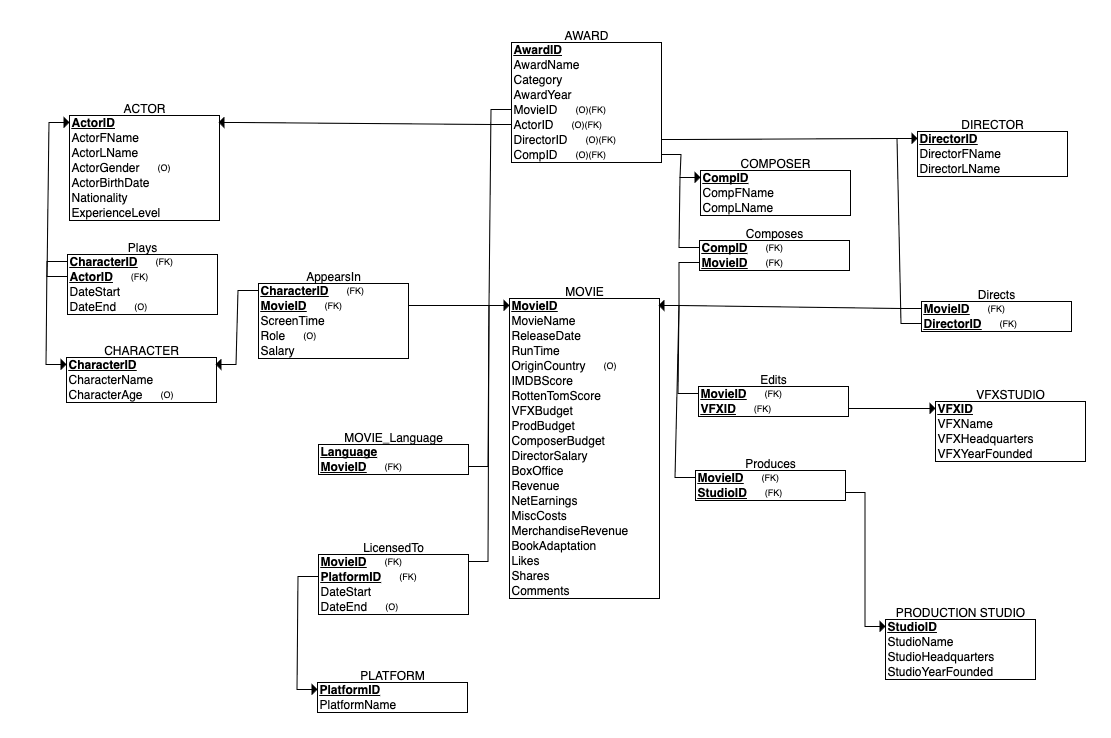 AWARD
AwardID
AwardName
Category
AwardYear
MovieID (O)(FK)
ActorID (O)(FK)
DirectorID (O)(FK)
CompID (O)(FK)
ACTOR
ActorID
ActorFName
ActorLName
ActorGender (O)
ActorBirthDate
Nationality
ExperienceLevel
DIRECTOR
DirectorID
DirectorFName
DirectorLName
COMPOSER
CompID
CompFName
CompLName
Composes
CompID (FK)
MovieID (FK)
Plays
CharacterID (FK)
ActorID (FK)
DateStart
DateEnd (O)
AppearsIn
CharacterID (FK)
MovieID (FK)
ScreenTime
Role (O)
Salary
MOVIE
MovieID
MovieName
ReleaseDate
RunTime
OriginCountry (O)
IMDBScore
RottenTomScore
VFXBudget
ProdBudget
ComposerBudget
DirectorSalary
BoxOffice
Revenue
NetEarnings
MiscCosts
MerchandiseRevenue
BookAdaptation
Likes
Shares
Comments
Directs
MovieID (FK)
DirectorID (FK)
CHARACTER
CharacterID
CharacterName
CharacterAge (O)
Edits
MovieID (FK)
VFXID (FK)
VFXSTUDIO
VFXID
VFXName
VFXHeadquarters
VFXYearFounded
MOVIE_Language
Language
MovieID (FK)
Produces
MovieID (FK)
StudioID (FK)
LicensedTo
MovieID (FK)
PlatformID (FK)
DateStart
DateEnd (O)
PRODUCTION STUDIO
StudioID
StudioName
StudioHeadquarters
StudioYearFounded
PLATFORM
PlatformID
PlatformName